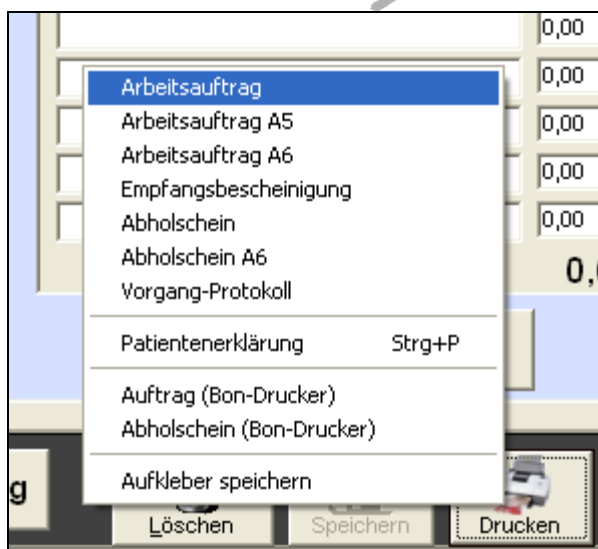 0,00
0,00
Arbeitsauftrag
Arbeitsauftrag A5
0,00
Arbeitsauftrag A6
0,00
Empfangsbescheinigung
Abholschein
0,00
Abholschein A6
0,
Vorgang-Protokoll
Patientenerklärung Strg+P
Auftrag (Bon-Drucker)
Abholschein (Bon-Drucker)
Aufkleber speichern
g
Löschen Speichern Drucken